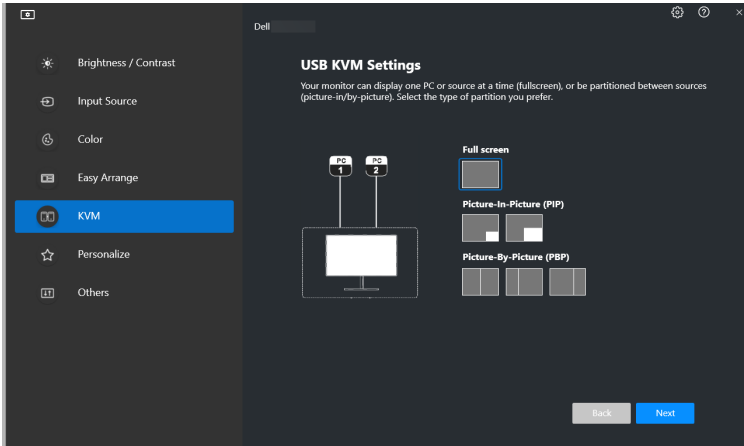 Dell
Brightness / Contrast
Input Source
Color
Easy Arrange
KVM
Personalize
Others
USB KVM Settings
Your monitor can display one PC or source at a time (fullscreen), or be partitioned between sources
(picture-in/by-picture). Select the type of partition you prefer.
PC
1
PC
2
Full screen
Picture-In-Picture (PIP)
Picture-By-Picture (PBP)
Back
Next